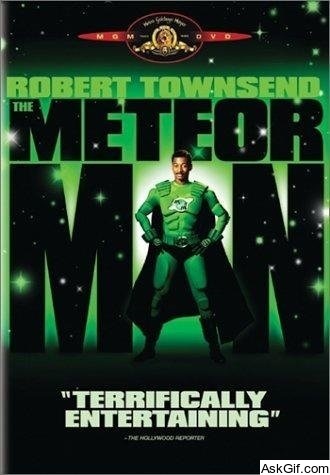 MGM DVD
ROBERT TOWNSEND
THE
METEOR
MAN
"TERRIFICALLY
ENTERTAINING"
–THE HOLLYWOOD REPORTER
AskGif.com